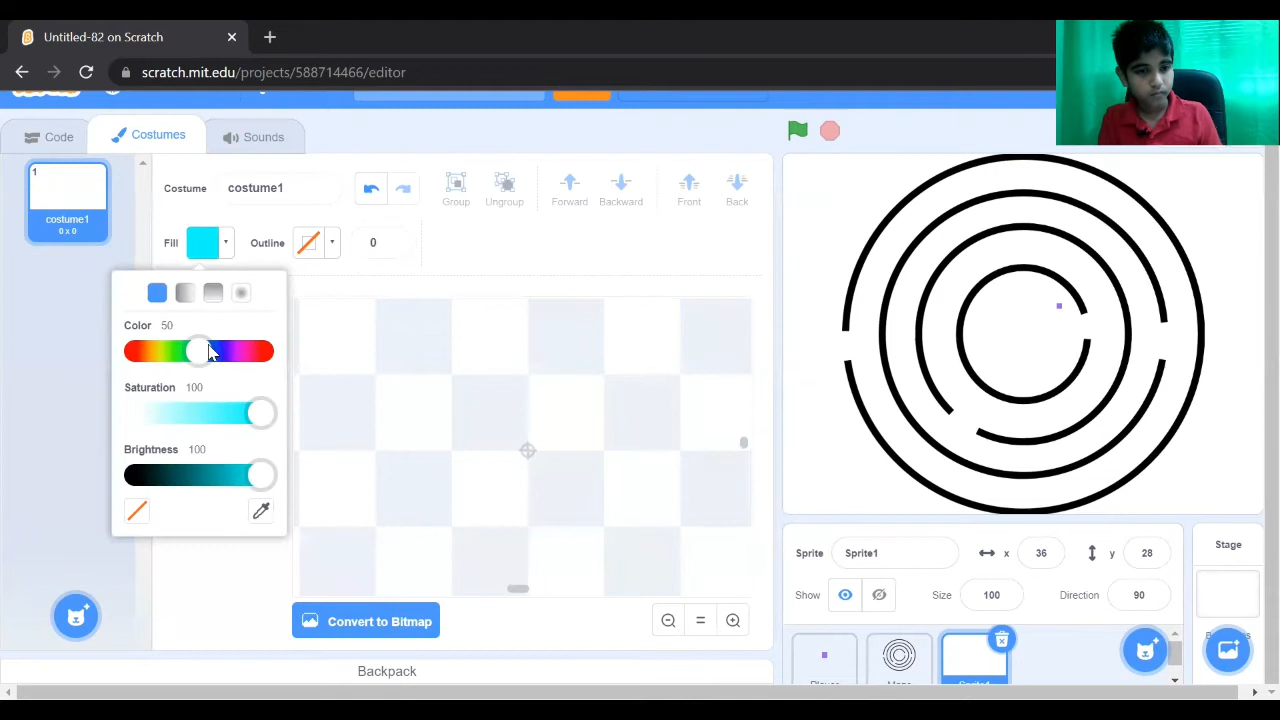 Untitled-82 on Scratch
scratch.mit.edu/projects/588714466/editor
Code
Costumes
Sounds
1
costume1
0 x 0
Costume
costume1
Group
Ungroup
Forward
Backward
Front
Back
Fill
Outline
0
Color 50
Saturation 100
Brightness 100
Convert to Bitmap
Backpack
Sprite
Sprite1
x
36
y
28
Show
Size
100
Direction
90
Stage